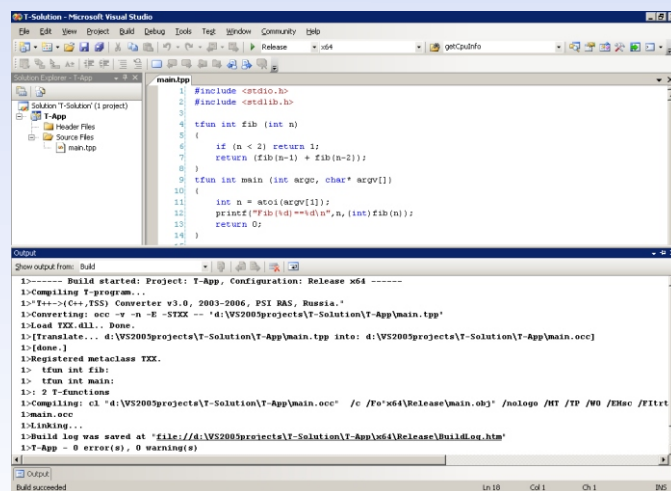 T-Solution - Microsoft Visual Studio
File Edit View Project Build Debug Tools Test Window Community Help
Release x64 getCpuInfo
Solution Explorer - T-App
main.tpp
Solution 'T-Solution' (1 project)
T-App
Header Files
Source Files
main.tpp
1 #include <stdio.h>
2 #include <stdlib.h>
3
4 tfun int fib (int n)
5 {
6 if (n < 2) return 1;
7 return (fib(n-1) + fib(n-2));
8 }
9 tfun int main (int argc, char* argv[])
10 {
11 int n = atoi(argv[1]);
12 printf("Fib(%d)==%d\n",n,(int)fib(n));
13 return 0;
14 }
Output
Show output from: Build
1>------ Build started: Project: T-App, Configuration: Release x64 ------
1>Compiling T-program...
1>"T++->(C++,TSS) Converter v3.0, 2003-2006, PSI RAS, Russia."
1>Converting: occ -v -n -E -STXX -- 'd:\VS2005projects\T-Solution\T-App\main.tpp'
1>Load TXX.dll.. Done.
1>[Translate... d:\VS2005projects\T-Solution\T-App\main.tpp into: d:\VS2005projects\T-Solution\T-App\main.occ]
1>[done.]
1>Registered metaclass TXX.
1> tfun int fib:
1> tfun int main:
1>: 2 T-functions
1>Compiling: cl "d:\VS2005projects\T-Solution\T-App\main.occ" /c /Fo"x64\Release\main.obj" /nologo /MT /TP /W0 /EHsc /FItrt
1>main.occ
1>Linking...
1>Build log was saved at "file://d:\VS2005projects\T-Solution\T-App\x64\Release\BuildLog.htm"
1>T-App - 0 error(s), 0 warning(s)
Output
Build succeeded Ln 18 Col 1 Ch 1 INS